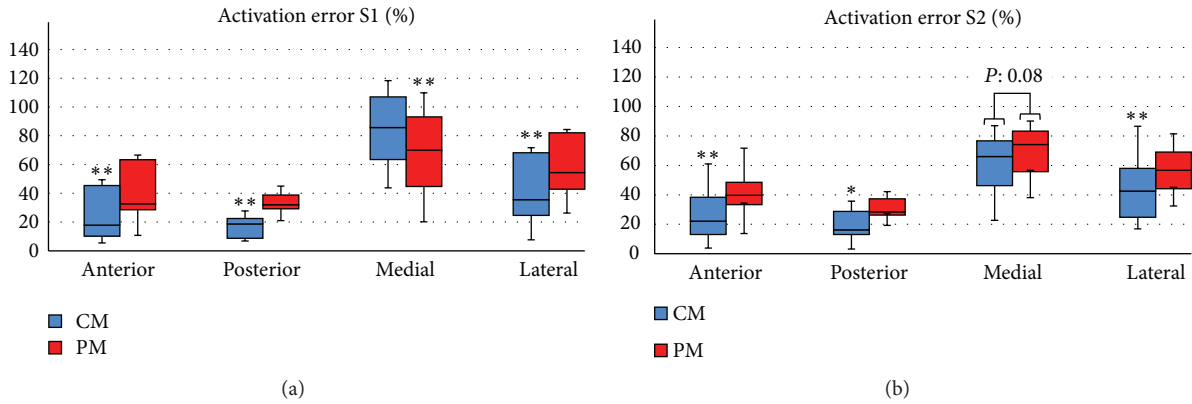 Activation error S1 (%)
140
120
100
80
60
40
20
0
**
**
**
**
Anterior Posterior Medial Lateral
CM
PM
(a)
Activation error S2 (%)
140
120
100
80
60
40
20
0
**
*
P: 0.08
**
Anterior Posterior Medial Lateral
CM
PM
(b)